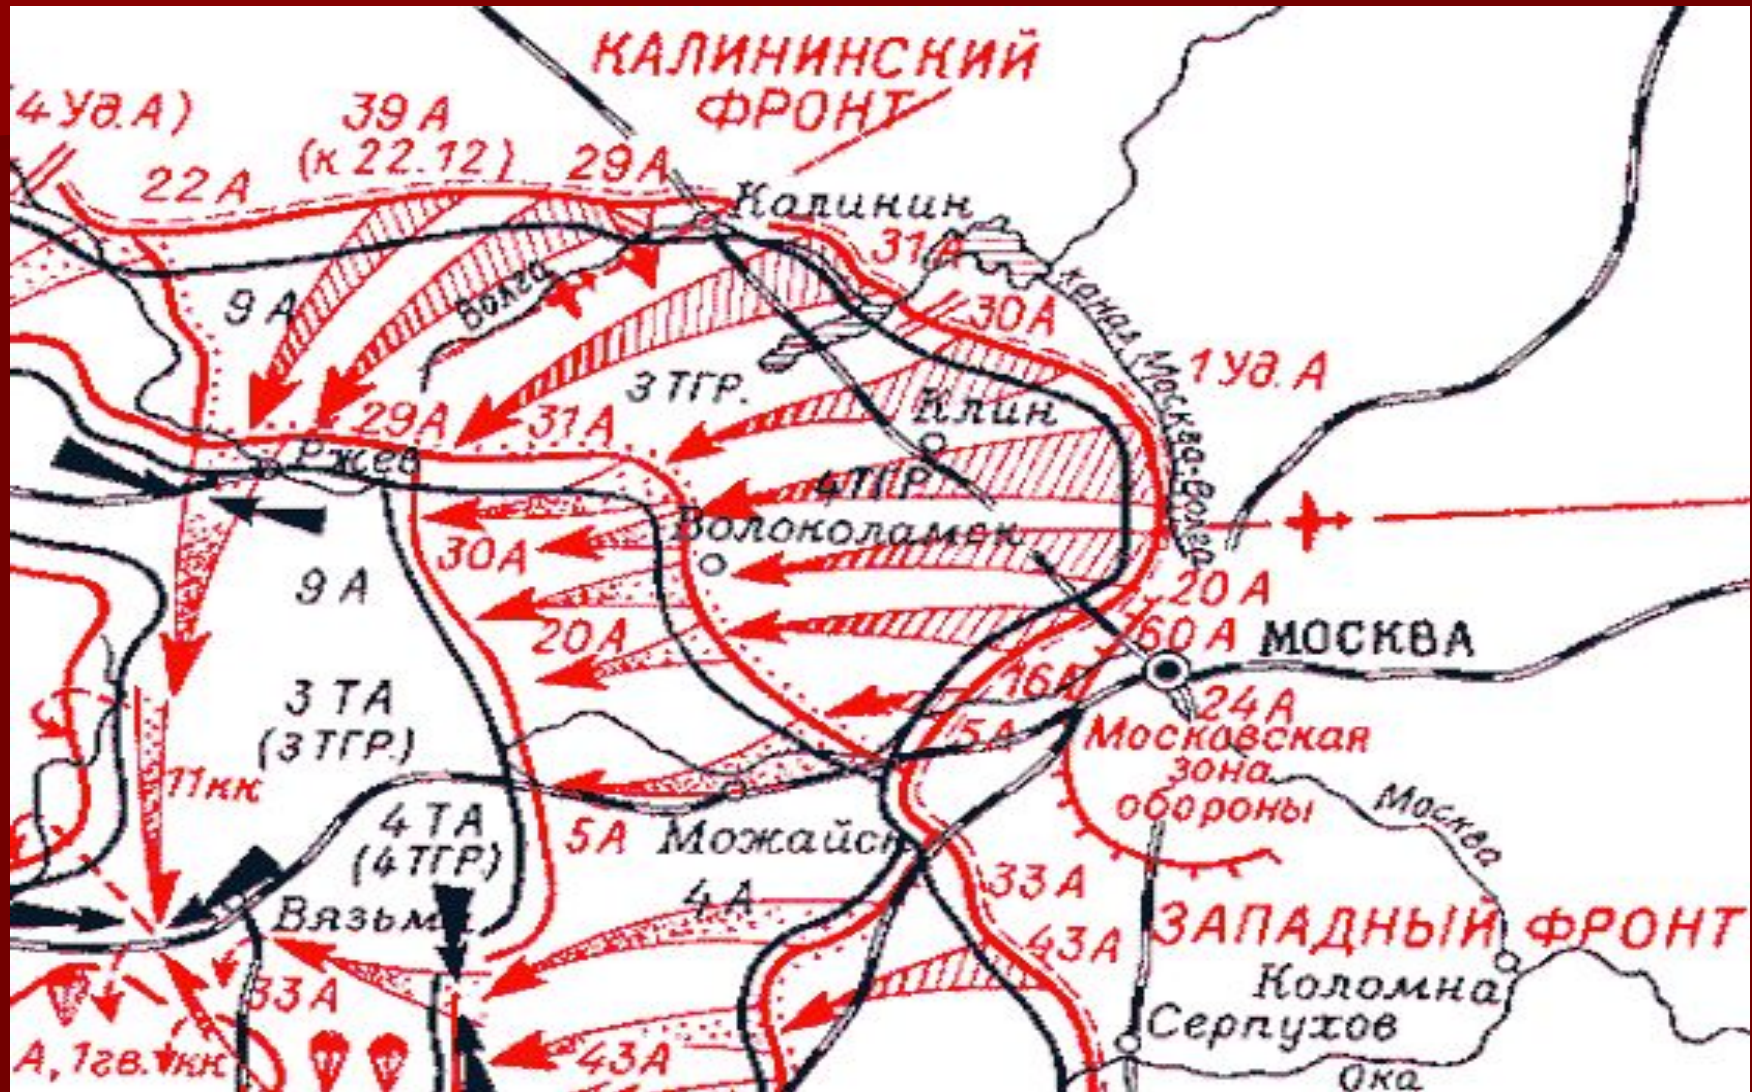 КАЛИНИНСКИЙ
ФРОНТ
(4 Уд.А)
39 А
(к 22.12)
29 А
22 А
Калинин
31 А
9 А
Волга
30 А
канал Москва-Волга
1 Уд. А
3 ТГР.
Клин
29 А
31 А
Ржев
4 ТГР
Волоколамск
30 А
9 А
20 А
20 А
60 А
МОСКВА
16 А
24 А
5 А
Московская
зона
обороны
3 ТА
(3 ТГР.)
11 кк
4 ТА
(4 ТГР.)
5 А
Можайск
Москва
4 А
33 А
Вязьма
ЗАПАДНЫЙ ФРОНТ
43 А
33 А
Коломна
Серпухов
А, 1 гв. кк
43 А
Ока